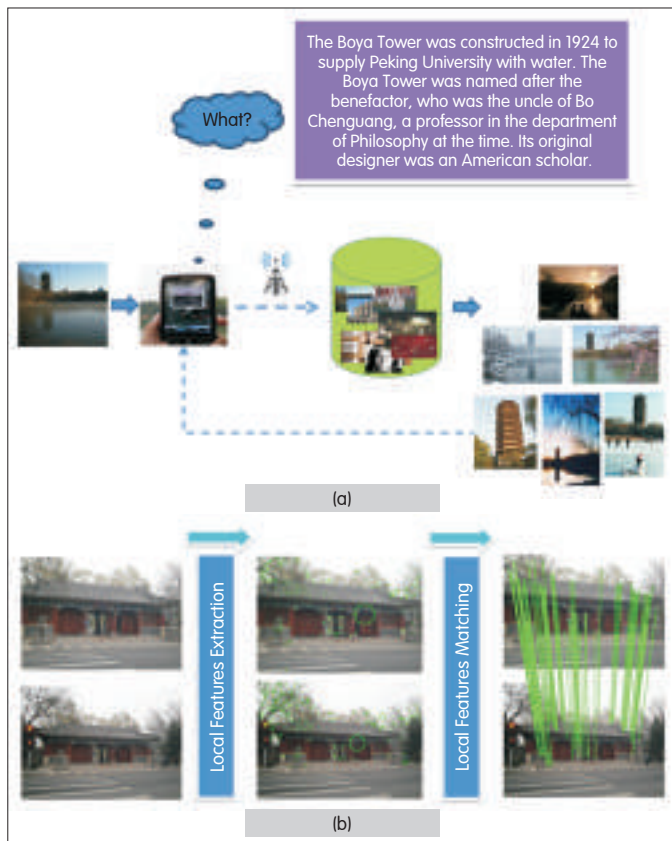 The Boya Tower was constructed in 1924 to
supply Peking University with water. The
Boya Tower was named after the
benefactor, who was the uncle of Bo
Chenguang, a professor in the department
of Philosophy at the time. Its original
designer was an American scholar.
What?
(a)
Local Features Extraction
Local Features Matching
(b)